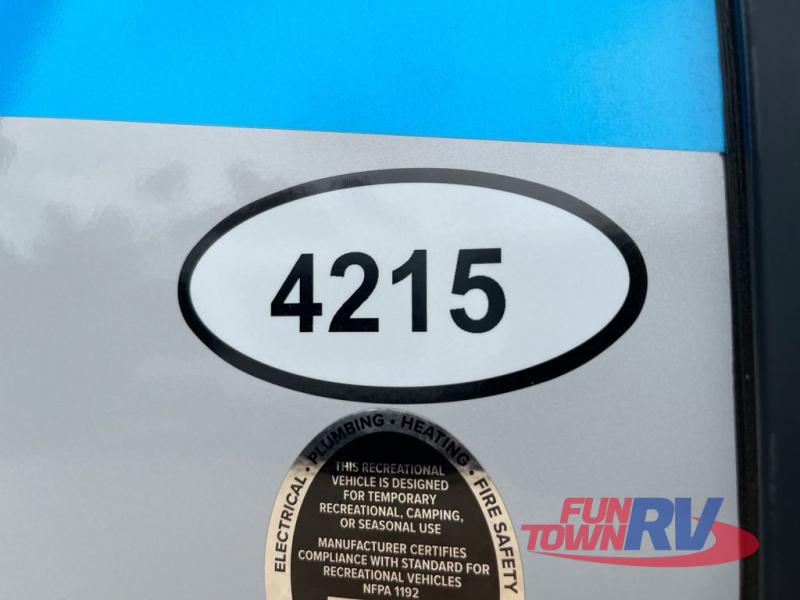 4215
ELECTRICAL • PLUMBING • HEATING • FIRE SAFETY
THIS RECREATIONAL
VEHICLE IS DESIGNED
FOR TEMPORARY
RECREATIONAL, CAMPING,
OR SEASONAL USE
MANUFACTURER CERTIFIES
COMPLIANCE WITH STANDARD FOR
RECREATIONAL VEHICLES
NFPA 1192
FUN
TOWN RV